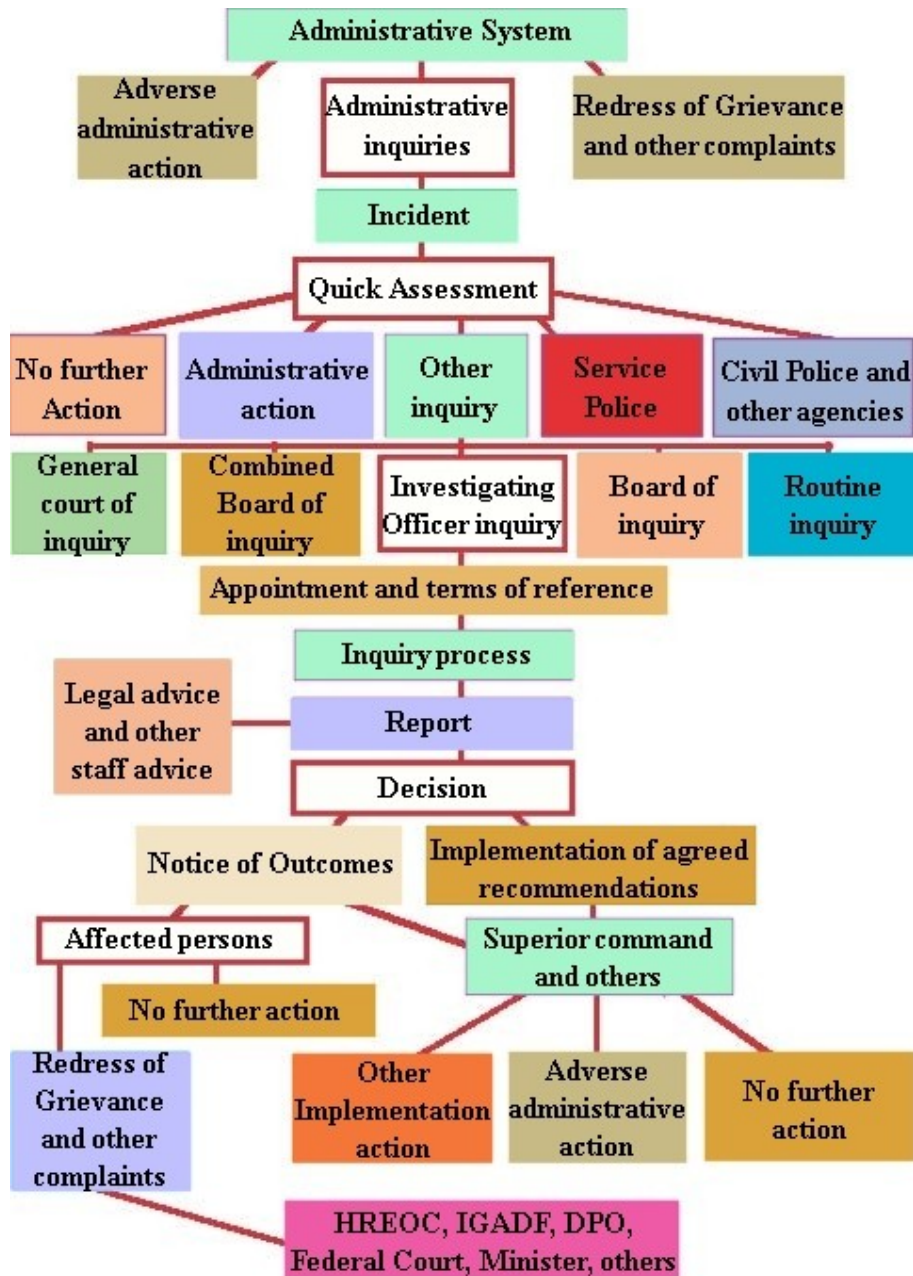 Administrative System
Adverse
administrative
action
Administrative
inquiries
Redress of Grievance
and other complaints
Incident
Quick Assessment
No further
Action
Administrative
action
Other
inquiry
Service
Police
Civil Police and
other agencies
General
court of
inquiry
Combined
Board of
inquiry
Investigating
Officer inquiry
Board of
inquiry
Routine
inquiry
Appointment and terms of reference
Inquiry process
Legal advice
and other
staff advice
Report
Decision
Notice of Outcomes
Implementation of agreed
recommendations
Affected persons
Superior command
and others
No further action
Redress of
Grievance
and other
complaints
Other
Implementation
action
Adverse
administrative
action
No further
action
HREOC, IGADF, DPO,
Federal Court, Minister, others